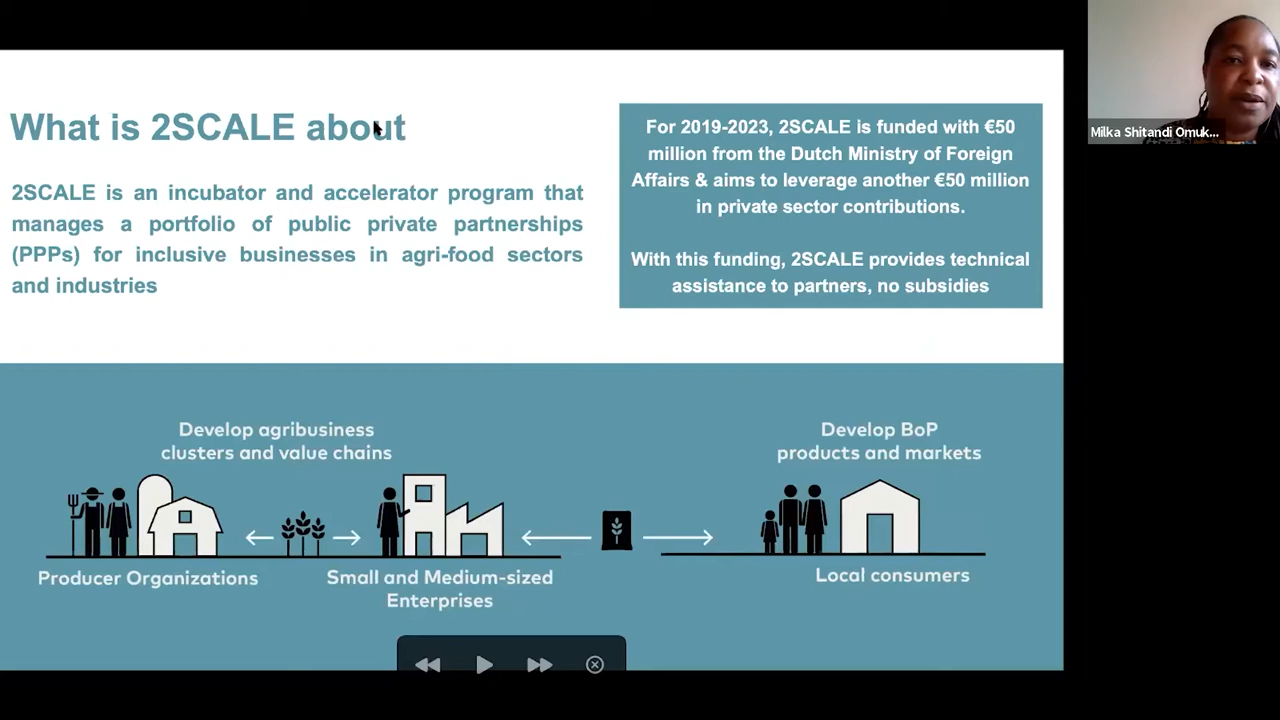 What is 2SCALE about
2SCALE is an incubator and accelerator program that
manages a portfolio of public private partnerships
(PPPs) for inclusive businesses in agri-food sectors
and industries
For 2019-2023, 2SCALE is funded with €50
million from the Dutch Ministry of Foreign
Affairs & aims to leverage another €50 million
in private sector contributions.
With this funding, 2SCALE provides technical
assistance to partners, no subsidies
Milka Shitandi Omuk...
Develop agribusiness
clusters and value chains
Develop BoP
products and markets
Producer Organizations
Small and Medium-sized
Enterprises
Local consumers